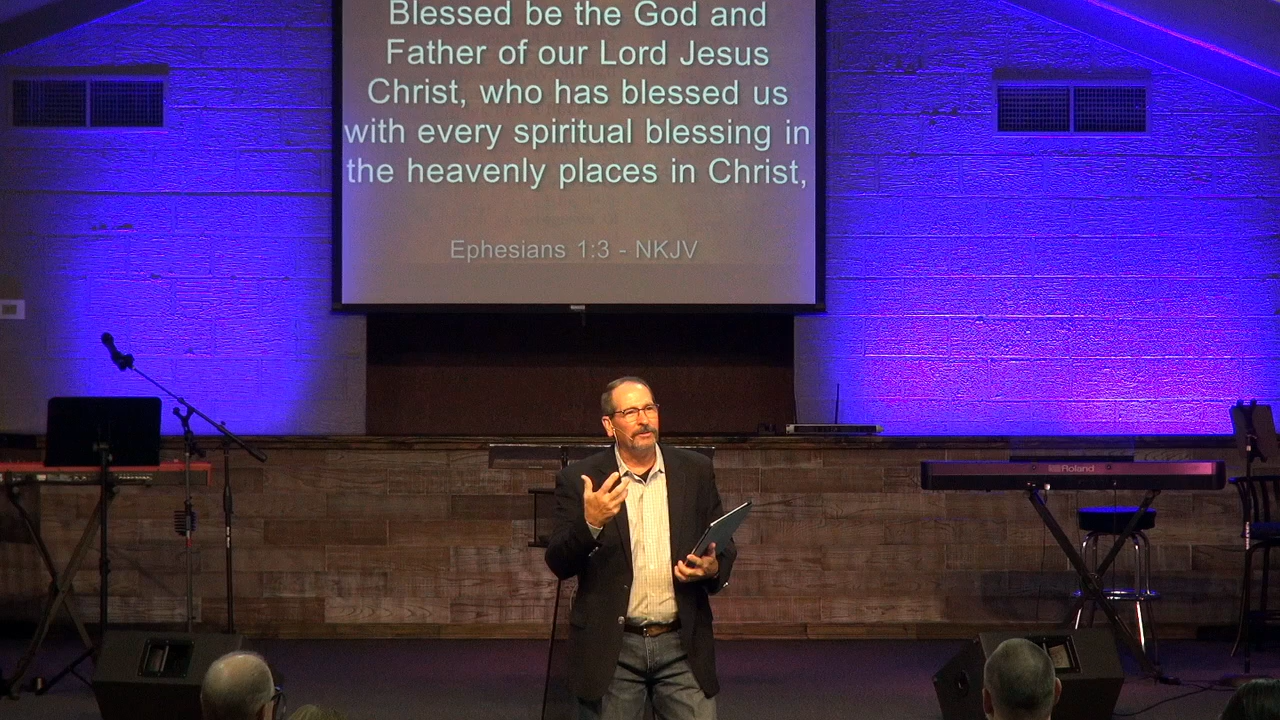 Blessed be the God and
Father of our Lord Jesus
Christ, who has blessed us
with every spiritual blessing in
the heavenly places in Christ,
Ephesians 1:3 - NKJV
Roland